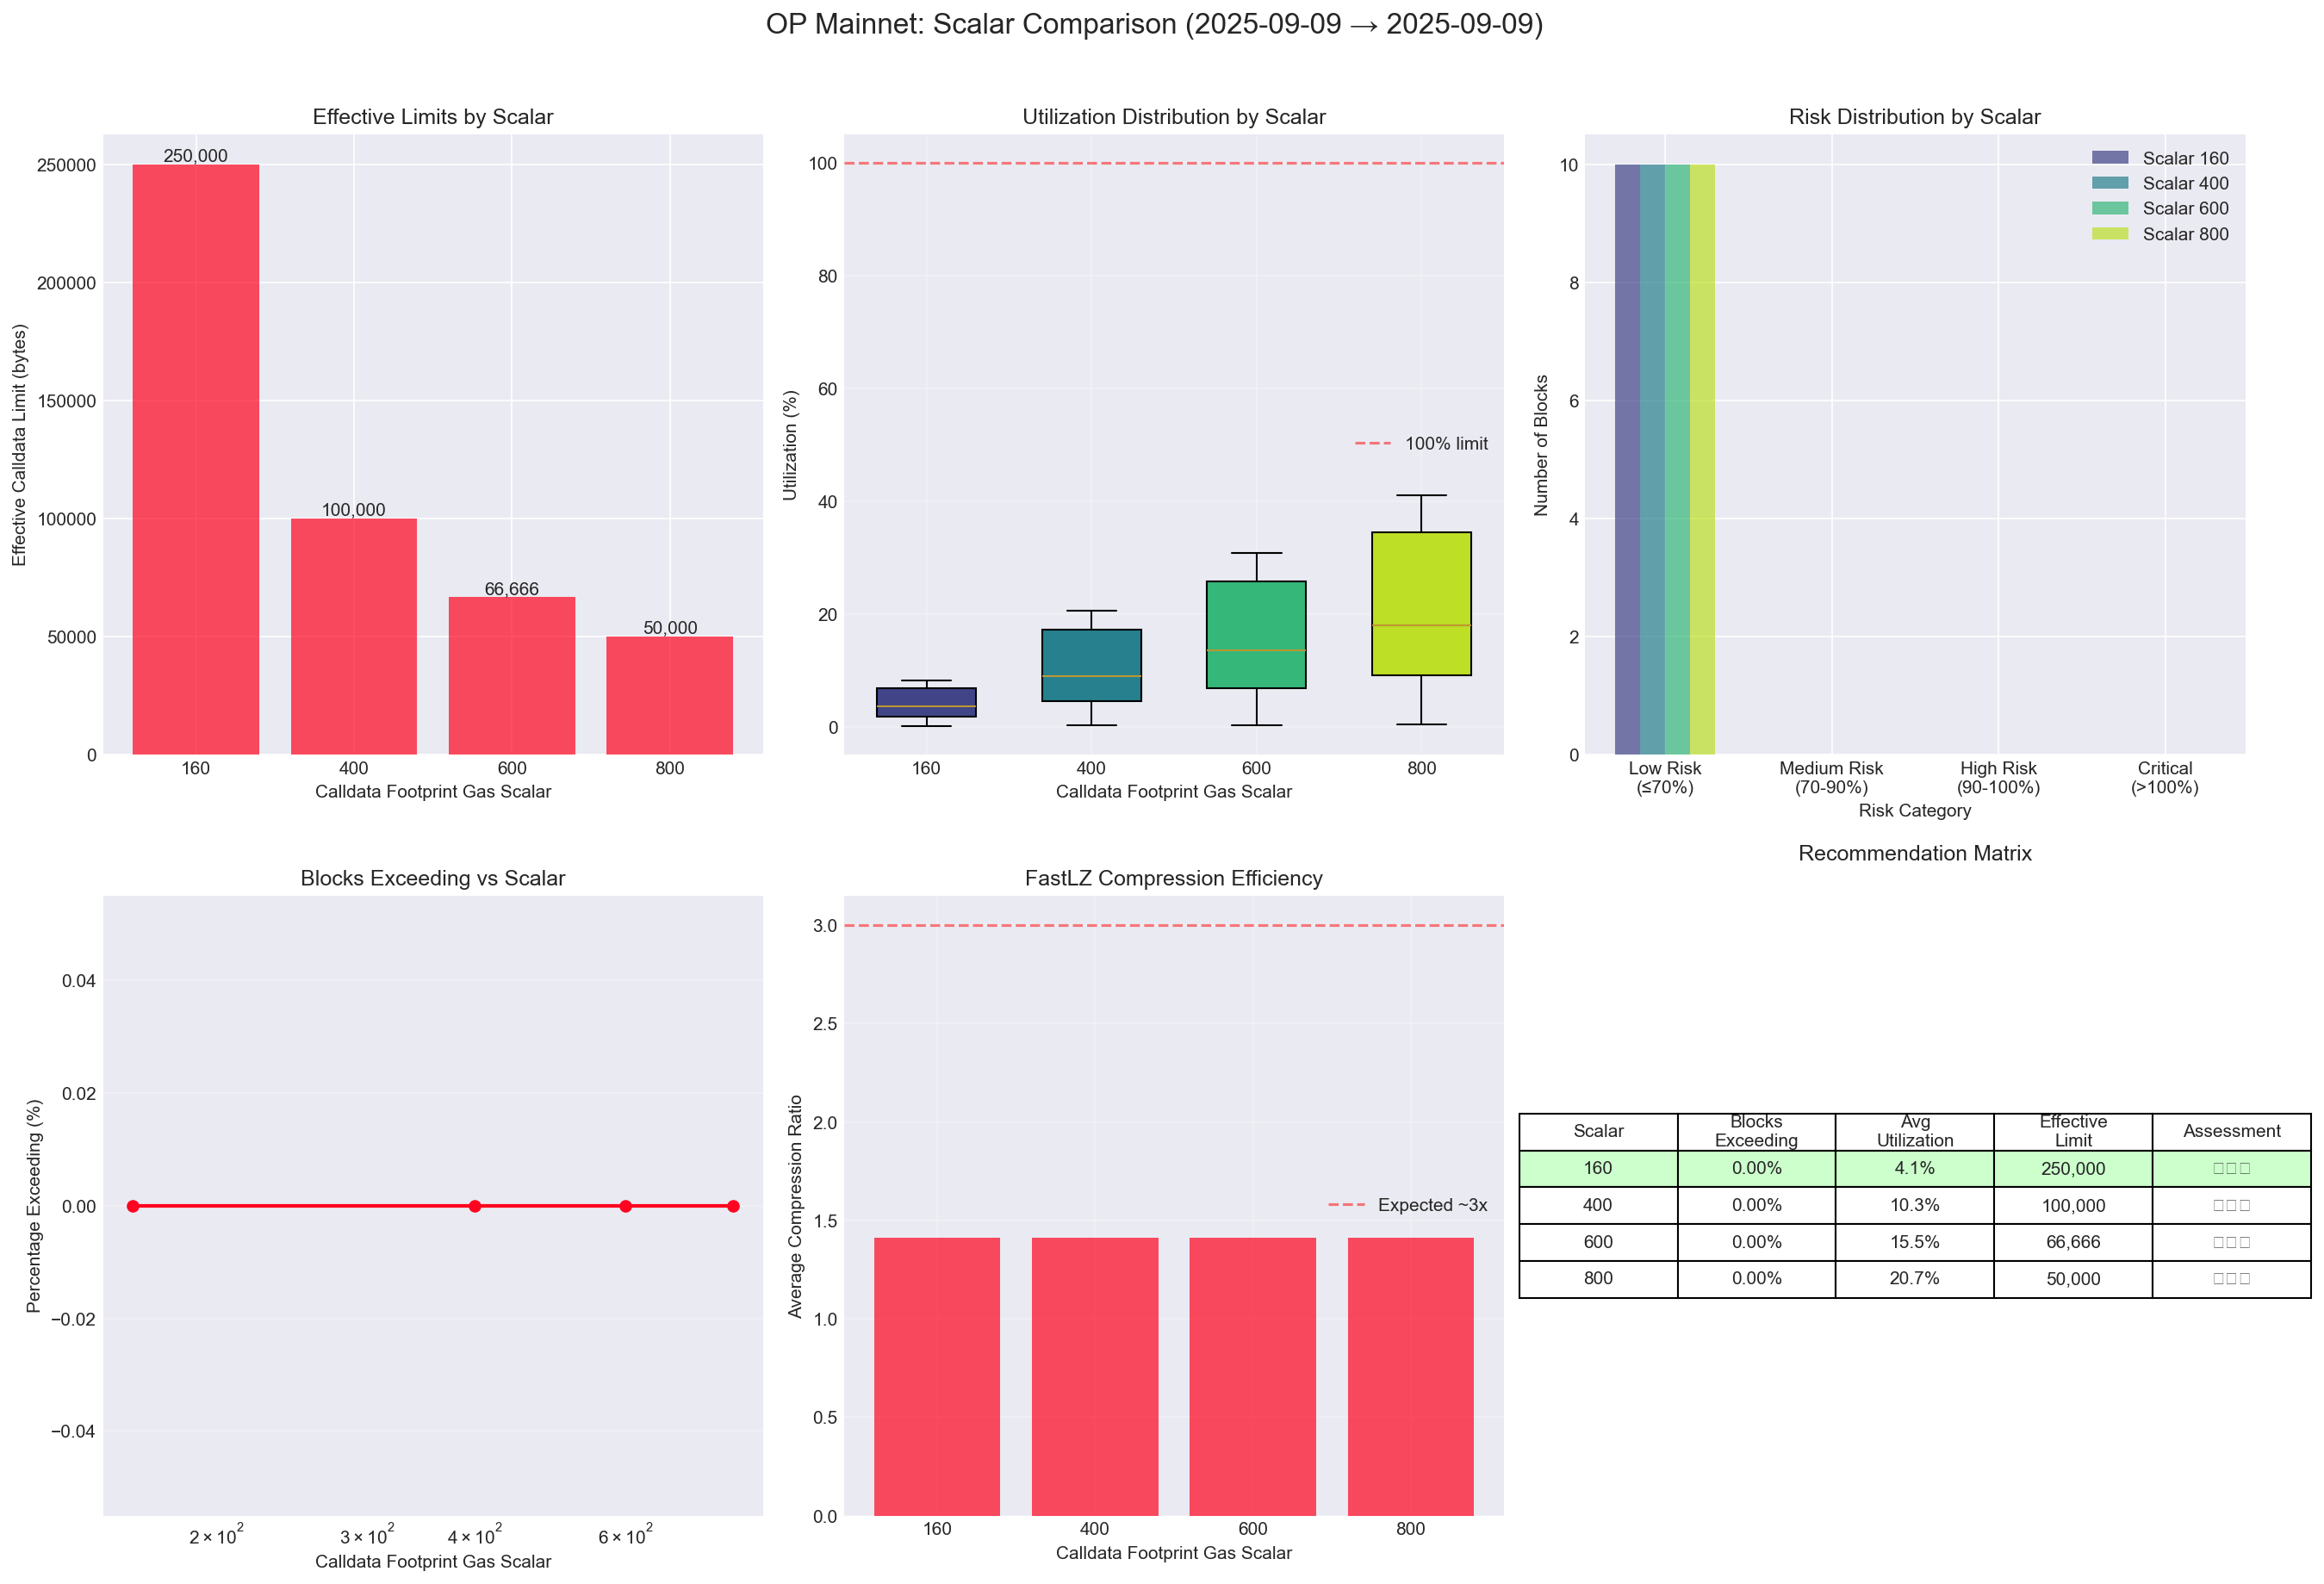 OP Mainnet: Scalar Comparison (2025-09-09 → 2025-09-09)
Effective Limits by Scalar
Effective Calldata Limit (bytes)
250000
200000
150000
100000
50000
0
250,000
100,000
66,666
50,000
160 400 600 800
Calldata Footprint Gas Scalar
Utilization Distribution by Scalar
Utilization (%)
100
80
60
40
20
0
100% limit
160 400 600 800
Calldata Footprint Gas Scalar
Risk Distribution by Scalar
Number of Blocks
10
8
6
4
2
0
Scalar 160
Scalar 400
Scalar 600
Scalar 800
Low Risk Medium Risk High Risk Critical
(≤70%) (70-90%) (90-100%) (>100%)
Risk Category
Blocks Exceeding vs Scalar
Percentage Exceeding (%)
0.04
0.02
0.00
−0.02
−0.04
2 × 10² 3 × 10² 4 × 10² 6 × 10²
Calldata Footprint Gas Scalar
FastLZ Compression Efficiency
Average Compression Ratio
3.0
2.5
2.0
1.5
1.0
0.5
0.0
Expected ~3x
160 400 600 800
Calldata Footprint Gas Scalar
Recommendation Matrix
Scalar Blocks Exceeding Avg Utilization Effective Limit Assessment
160 0.00% 4.1% 250,000 □□□
400 0.00% 10.3% 100,000 □□□
600 0.00% 15.5% 66,666 □□□
800 0.00% 20.7% 50,000 □□□